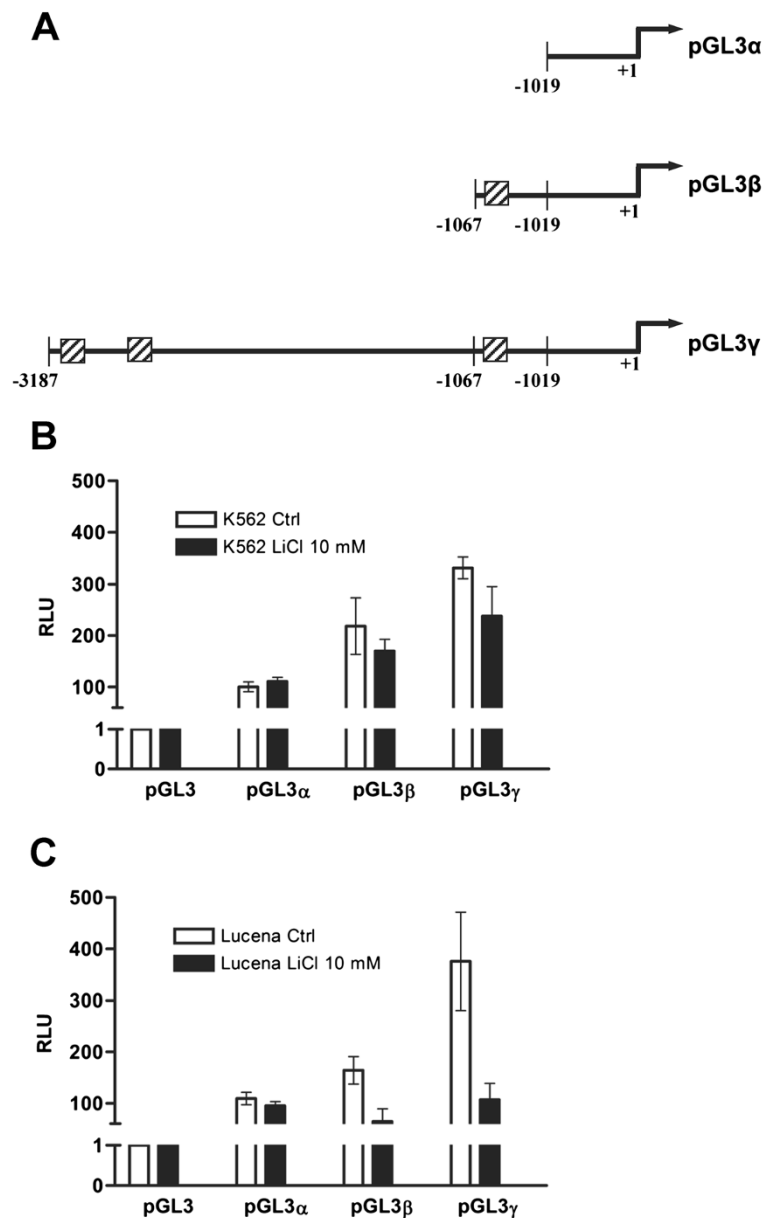 A
pGL3α
-1019
+1
pGL3β
-1067
-1019
+1
pGL3γ
-3187
-1067
-1019
+1
B
500
400
300
200
100
1
0
RLU
K562 Ctrl
K562 LiCl 10 mM
pGL3 pGL3α pGL3β pGL3γ
C
500
400
300
200
100
1
0
RLU
Lucena Ctrl
Lucena LiCl 10 mM
pGL3 pGL3α pGL3β pGL3γ